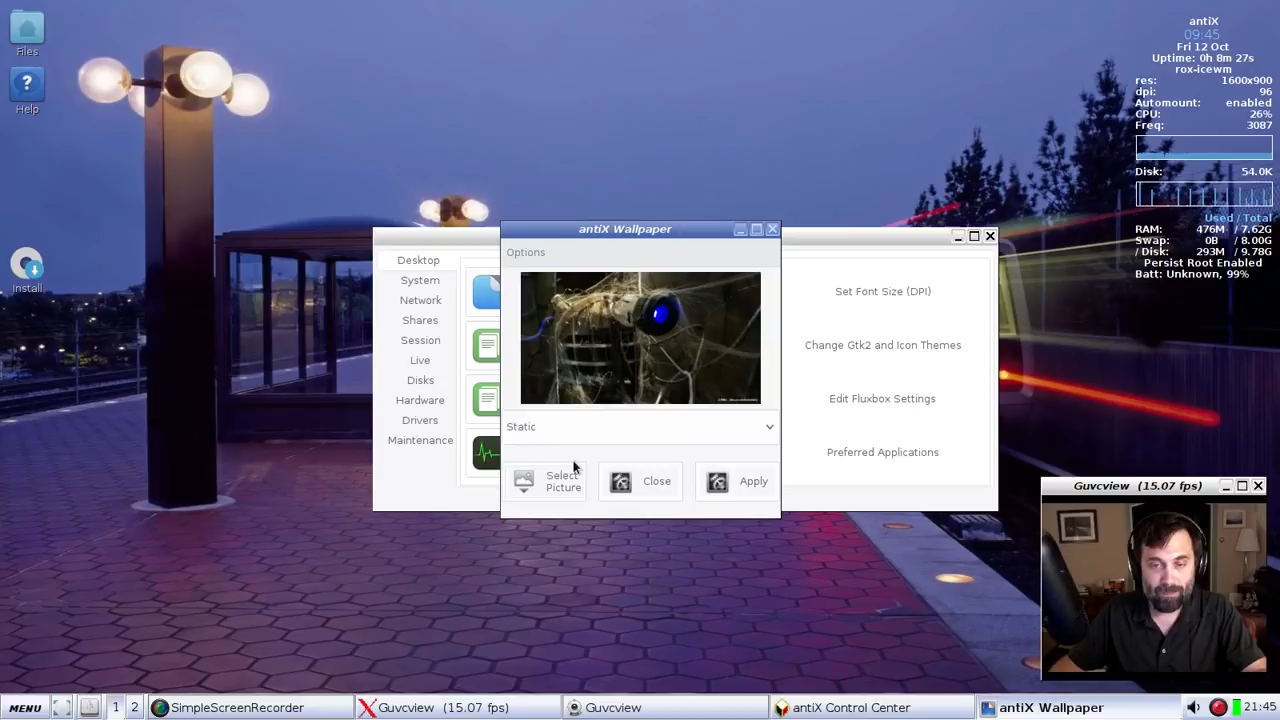 Files
Help
Install
antiX
09:45
Fri 12 Oct
Uptime: 0h 8m 27s
rox-icewm
res: 1600x900
dpi: 96
Automount: enabled
CPU: 26%
Freq: 3087
Disk: 54.0K
Used / Total
RAM: 476M / 7.62G
Swap: 0B / 8.00G
/ Disk: 293M / 9.78G
Persist Root Enabled
Batt: Unknown, 99%
Desktop
System
Network
Shares
Session
Live
Disks
Hardware
Drivers
Maintenance
antiX Wallpaper
Options
Static
Select
Picture
Close
Apply
Set Font Size (DPI)
Change Gtk2 and Icon Themes
Edit Fluxbox Settings
Preferred Applications
Guvcview (15.07 fps)
MENU
1
2
SimpleScreenRecorder
Guvcview (15.07 fps)
Guvcview
antiX Control Center
antiX Wallpaper
21:45